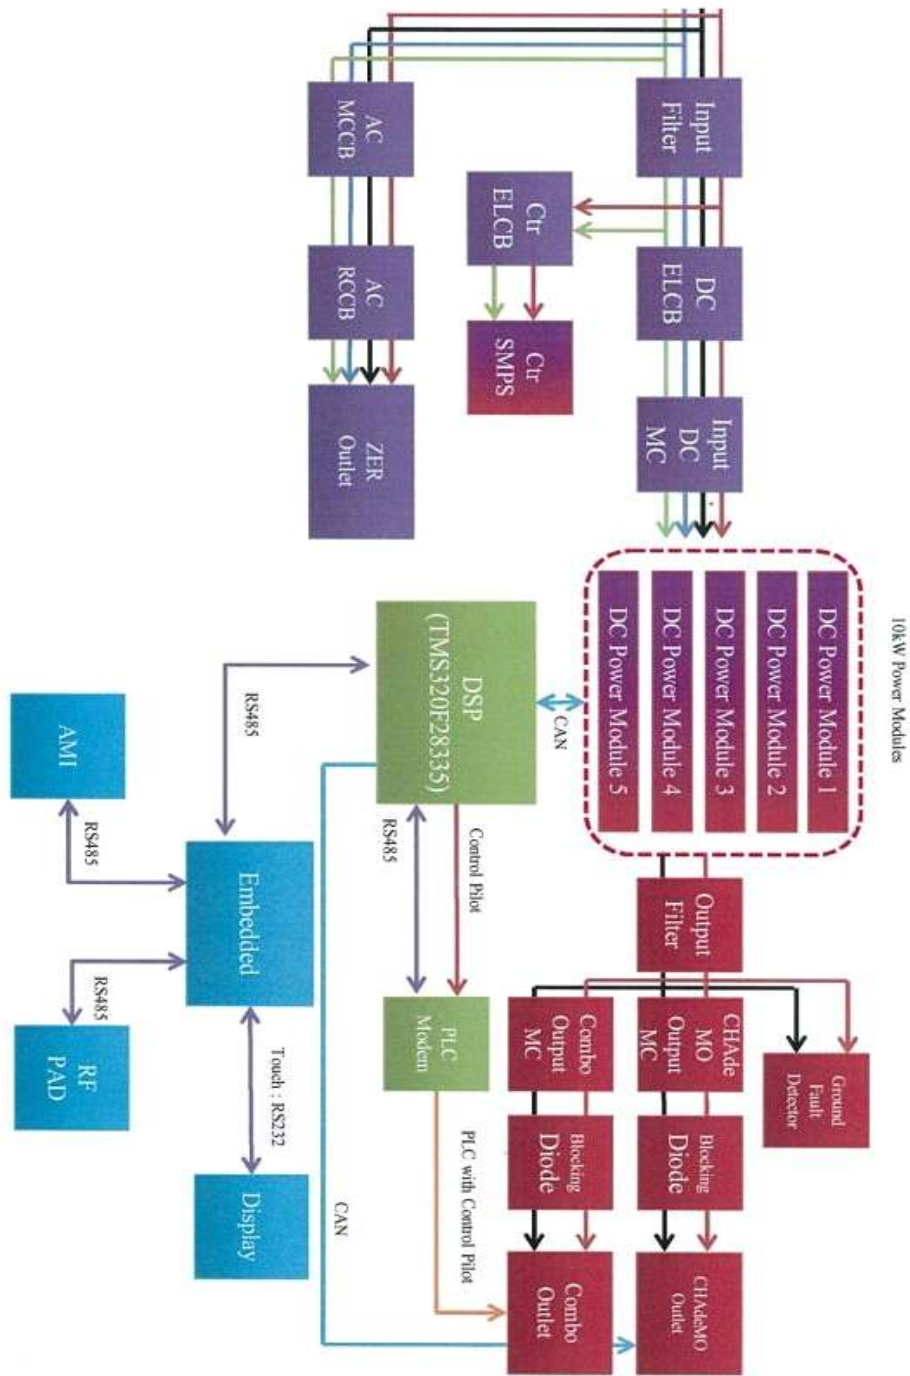 10kW Power Modules
Input
Filter
DC
ELCB
Input
DC
MC
DC Power Module 1
DC Power Module 2
DC Power Module 3
DC Power Module 4
DC Power Module 5
Output
Filter
CHAde
MO
Output
MC
Blocking
Diode
CHAdeMO
Outlet
Ground
Fault
Detector
Combo
Output
MC
Blocking
Diode
Combo
Outlet
Ctr
ELCB
Ctr
SMPS
AC
MCCB
AC
RCCB
ZER
Outlet
CAN
DSP
(TMS320F28335)
Control Pilot
RS485
PLC
Modem
PLC with Control Pilot
RS485
CAN
Embedded
AMI
RS485
RS485
RF
PAD
Touch : RS232
Display